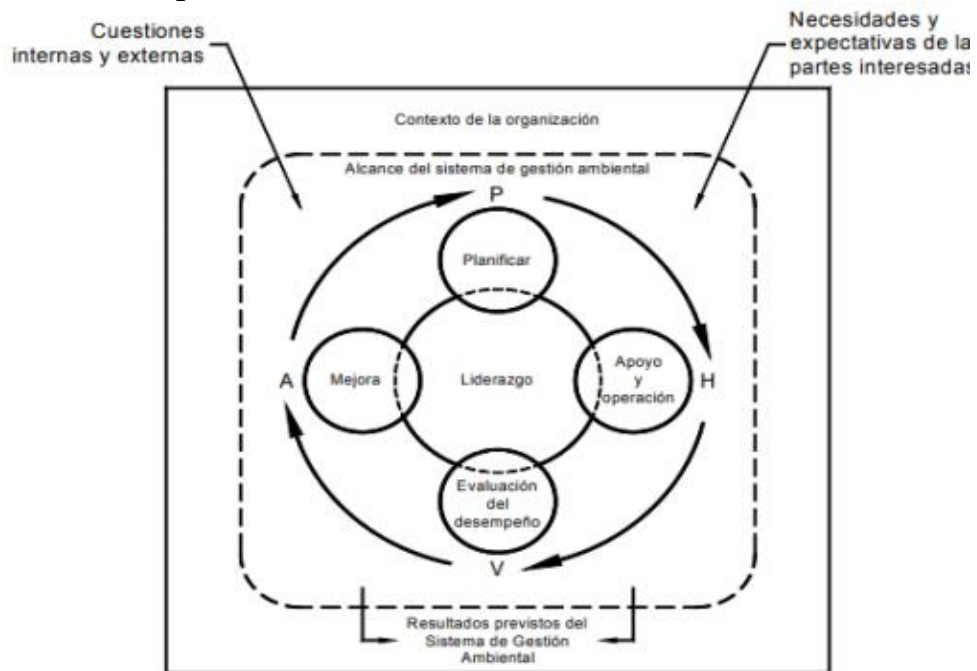 Cuestiones
internas y externas
Necesidades y
expectativas de la
partes interesadas
Contexto de la organización
Alcance del sistema de gestión ambiental
P
Planificar
A
Mejora
Liderazgo
Apoyo
y
operación
H
Evaluación
del
desempeño
V
Resultados previstos del
Sistema de Gestión
Ambiental